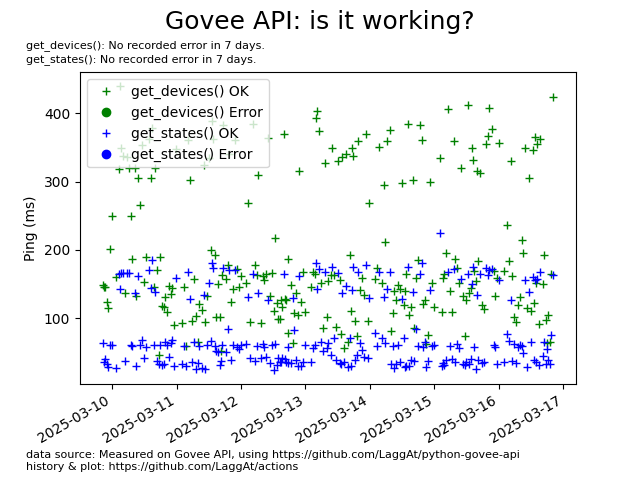 Govee API: is it working?
get_devices(): No recorded error in 7 days.
get_states(): No recorded error in 7 days.
get_devices() OK
get_devices() Error
get_states() OK
get_states() Error
Ping (ms)
400
300
200
100
2025-03-10
2025-03-11
2025-03-12
2025-03-13
2025-03-14
2025-03-15
2025-03-16
2025-03-17
data source: Measured on Govee API, using https://github.com/LaggAt/python-govee-api
history & plot: https://github.com/LaggAt/actions